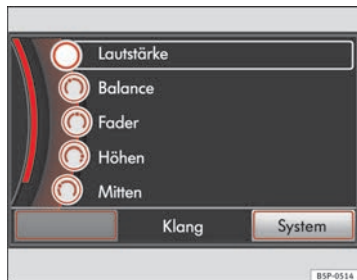 Lautstärke
Balance
Fader
Höhen
Mitten
Klang System
B5P-0514